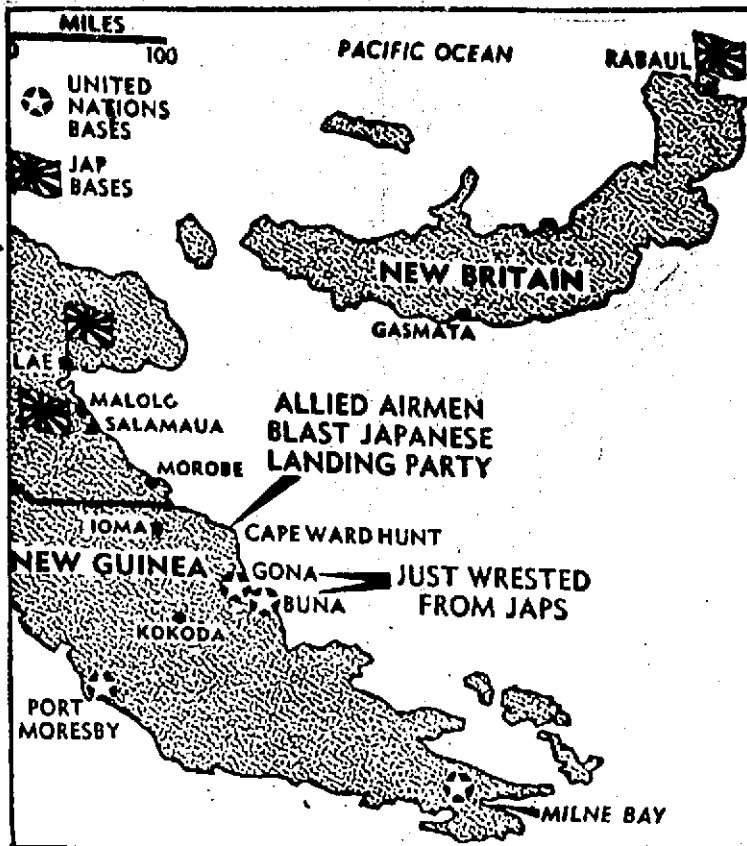 MILES
0 100
PACIFIC OCEAN
RABAUL
UNITED
NATIONS
BASES
JAP
BASES
NEW BRITAIN
GASMATA
LAE
MALOLO
SALAMAUA
ALLIED AIRMEN
BLAST JAPANESE
LANDING PARTY
MOROBE
IOMA
CAPE WARD HUNT
NEW GUINEA
GONA
BUNA
JUST WRESTED
FROM JAPS
KOKODA
PORT
MORESBY
MILNE BAY